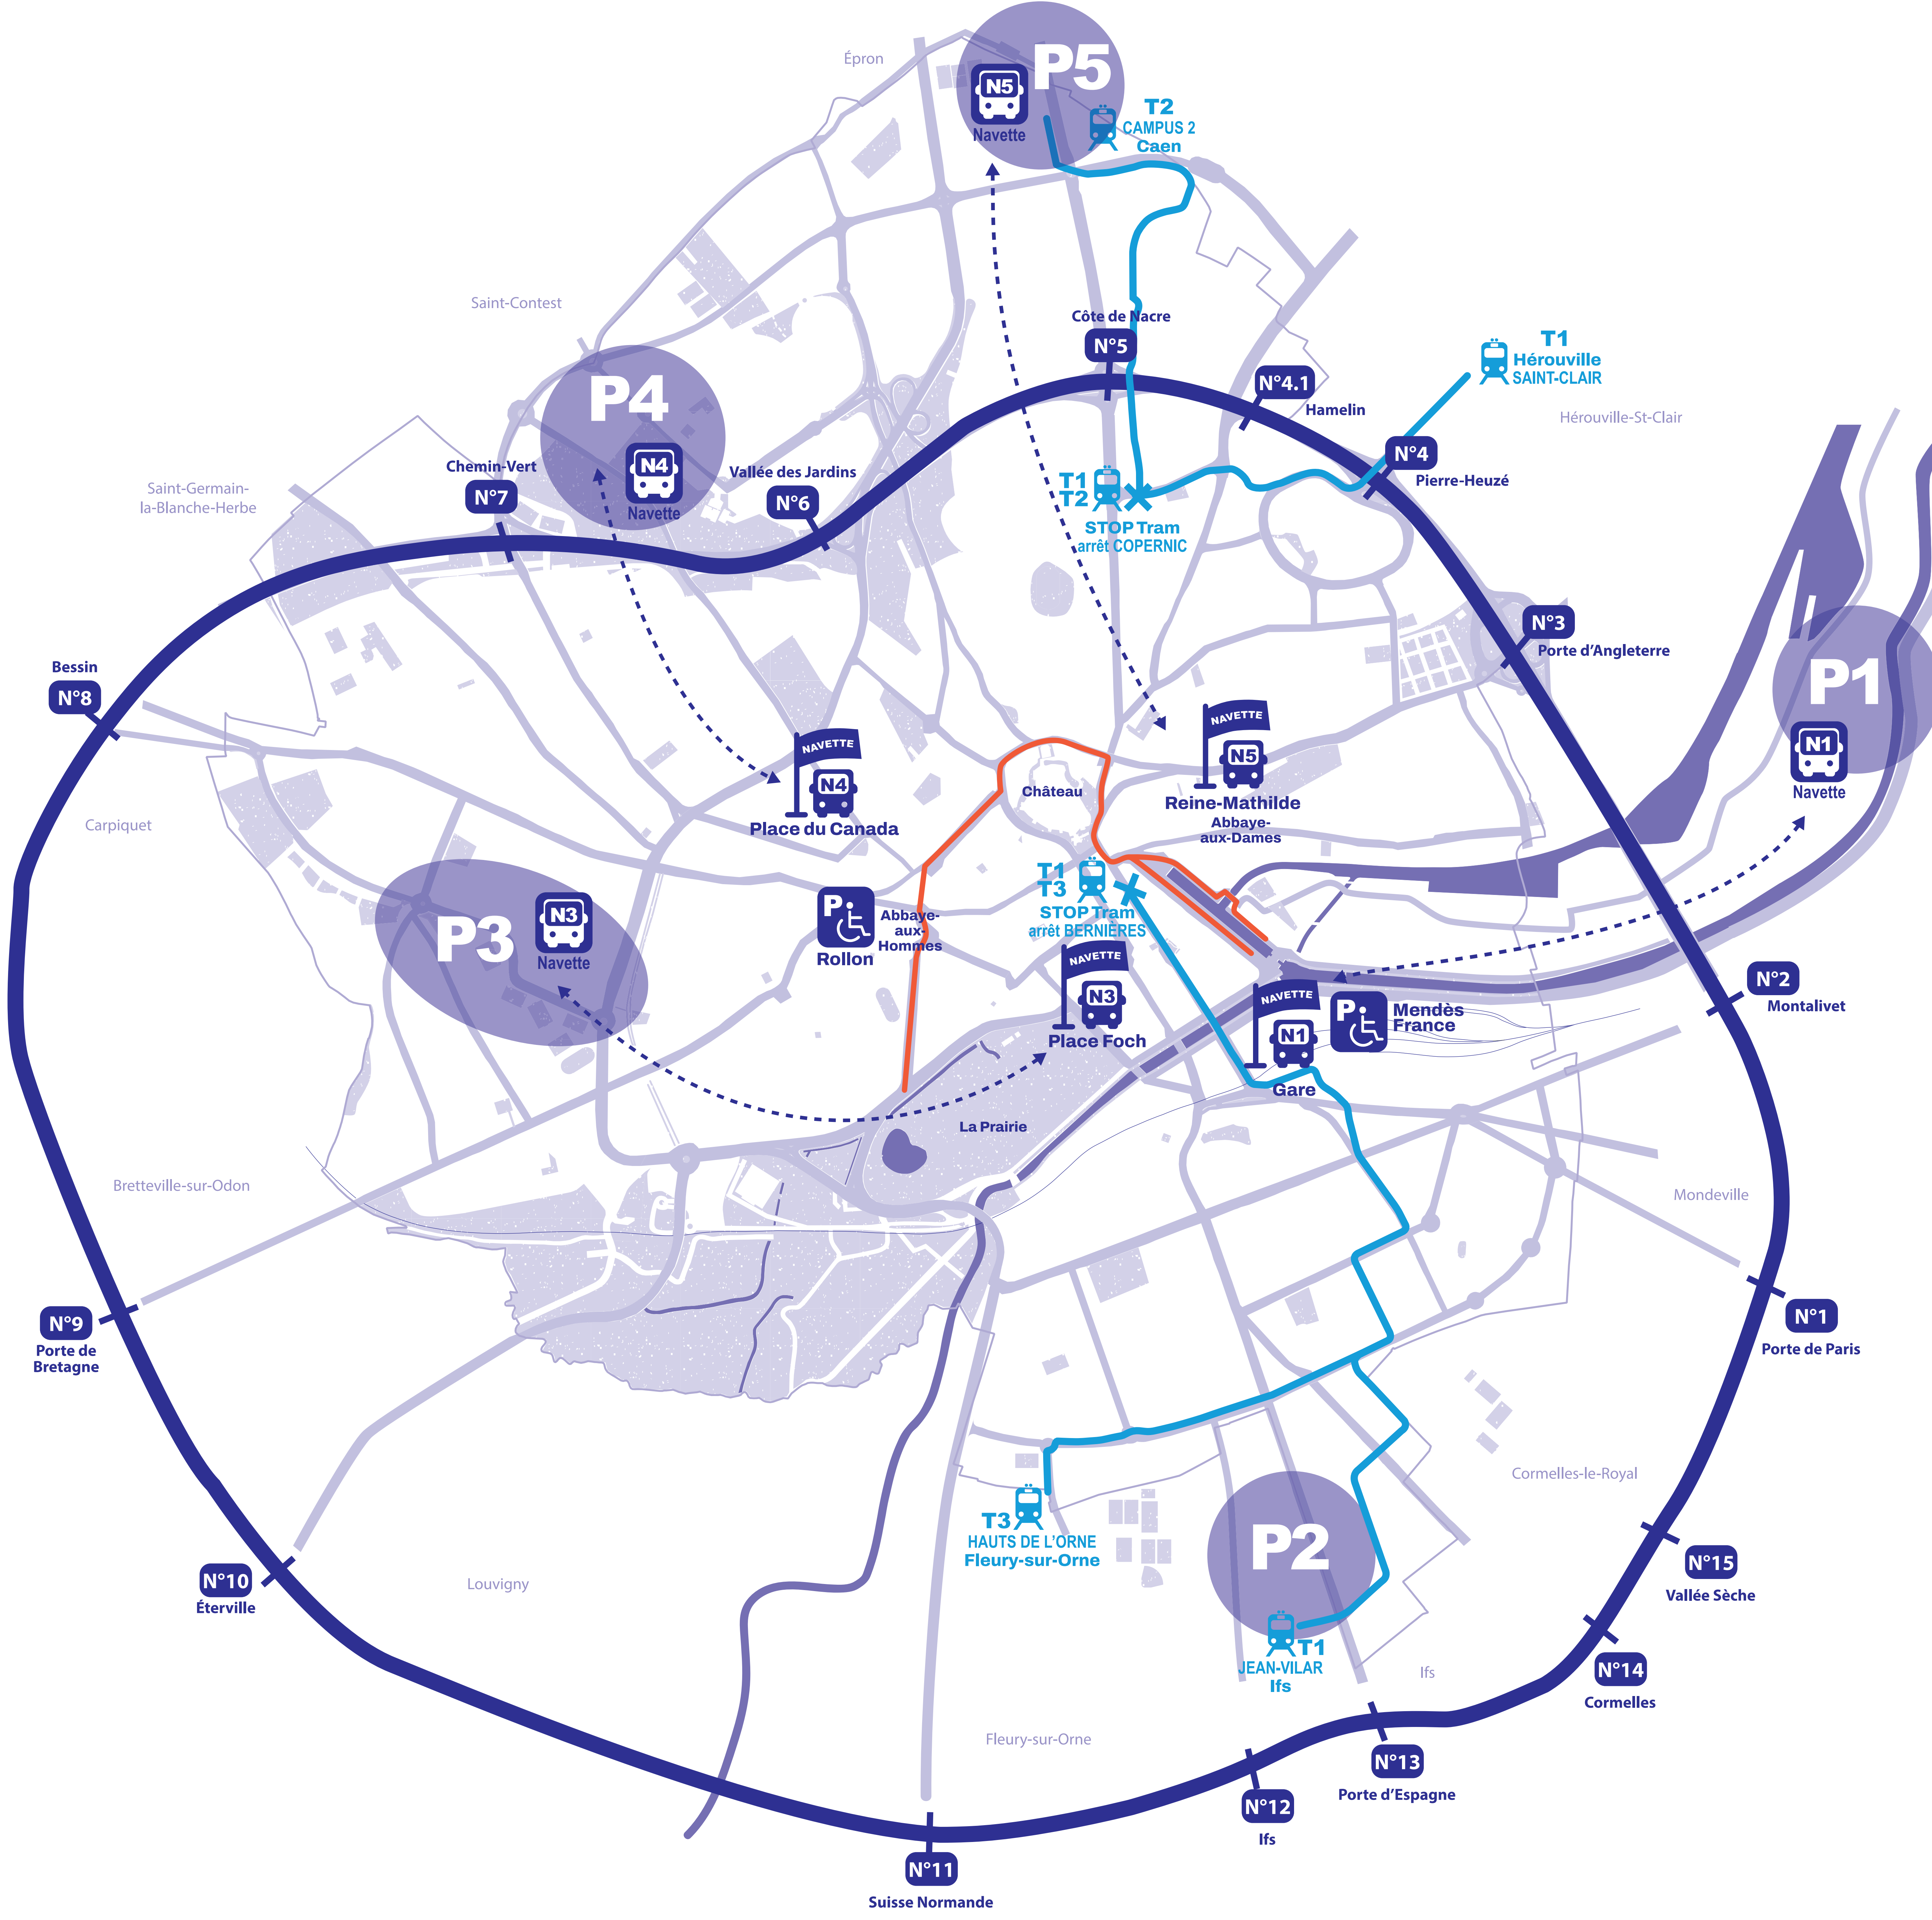 Épron
P5
N5
Navette
T2
CAMPUS 2
Caen
Saint-Contest
Côte de Nacre
N°5
N°4.1
Hamelin
T1
Hérouville
SAINT-CLAIR
Hérouville-St-Clair
P4
N4
Navette
Chemin-Vert
N°7
Vallée des Jardins
N°6
N°4
Pierre-Heuzé
T1
T2
STOP Tram
arrêt COPERNIC
Saint-Germain-
la-Blanche-Herbe
N°3
Porte d'Angleterre
P1
N1
Navette
Bessin
N°8
NAVETTE
N4
Place du Canada
Château
NAVETTE
N5
Reine-Mathilde
Abbaye-
aux-Dames
Carpiquet
P3
N3
Navette
P
Rollon
Abbaye-
aux-
Hommes
T1
T3
STOP Tram
arrêt BERNIÈRES
NAVETTE
N3
Place Foch
NAVETTE
N1
Gare
P
Mendès
France
N°2
Montalivet
La Prairie
Bretteville-sur-Odon
Mondeville
N°9
Porte de
Bretagne
N°1
Porte de Paris
Cormelles-le-Royal
T3
HAUTS DE L'ORNE
Fleury-sur-Orne
P2
T1
JEAN-VILAR
Ifs
N°15
Vallée Sèche
N°10
Éterville
Louvigny
Ifs
N°14
Cormelles
Fleury-sur-Orne
N°13
Porte d'Espagne
N°12
Ifs
N°11
Suisse Normande